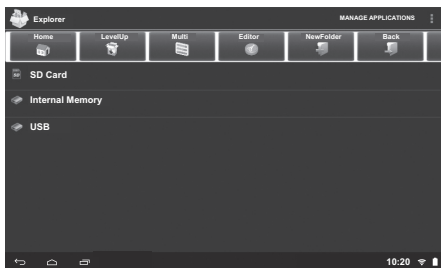 Explorer MANAGE APPLICATIONS
Home LevelUp Multi Editor NewFolder Back
SD Card
Internal Memory
USB
10:20